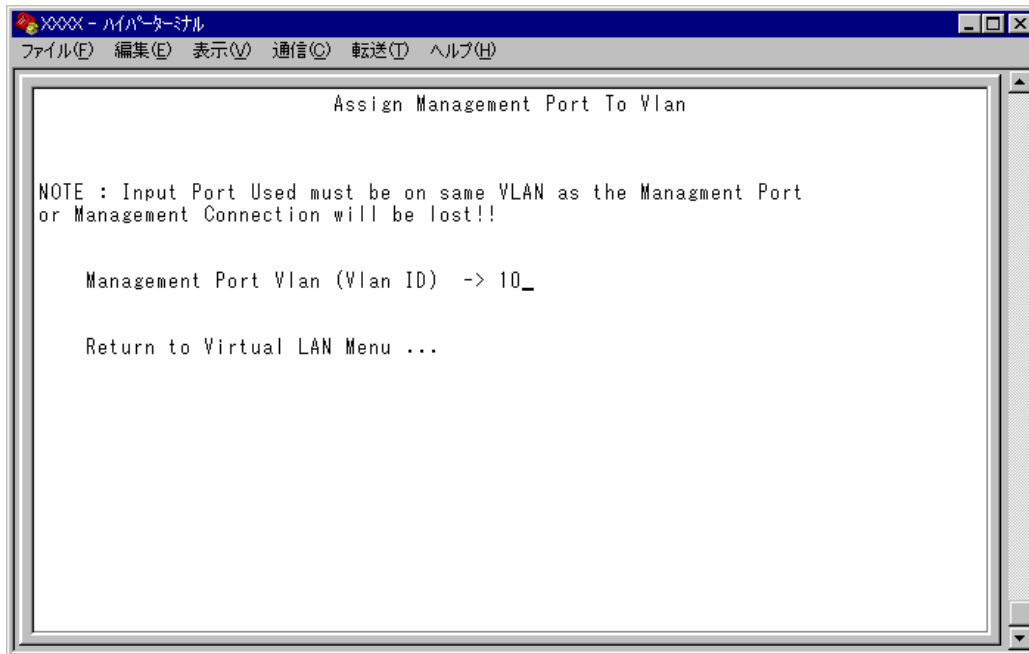 XXXX - ハイパーターミナル
ファイル(F) 編集(E) 表示(V) 通信(C) 転送(T) ヘルプ(H)
Assign Management Port To Vlan
NOTE : Input Port Used must be on same VLAN as the Managment Port
or Management Connection will be lost!!
Management Port Vlan (Vlan ID) -> 10_
Return to Virtual LAN Menu ...